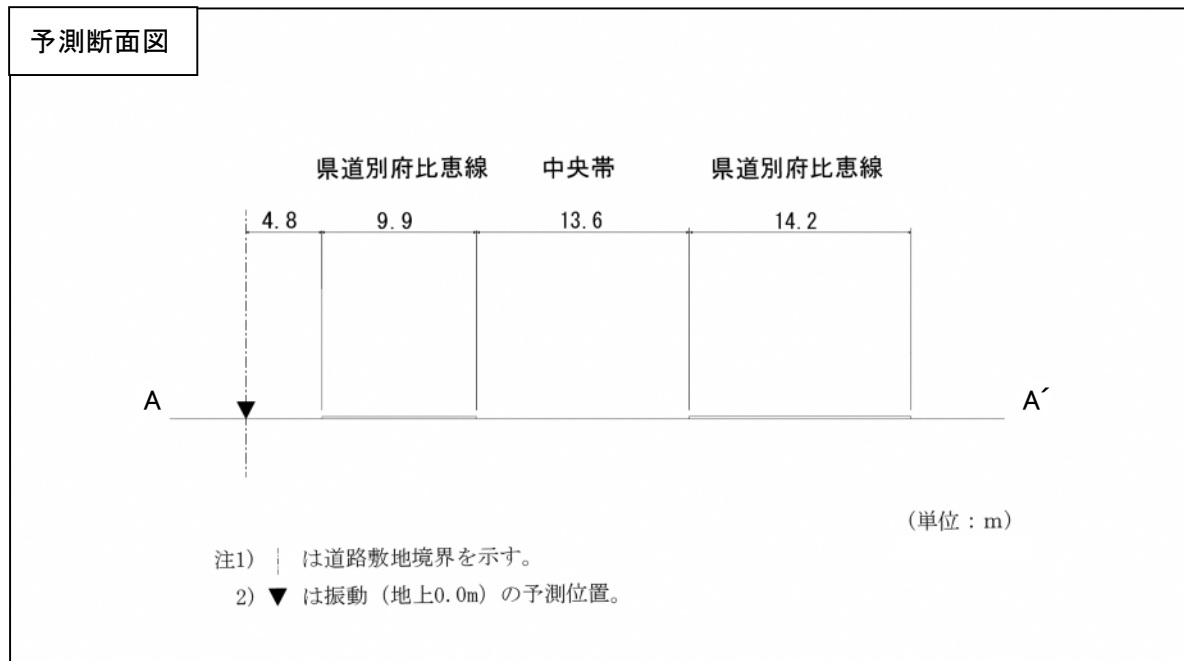 予測断面図
県道別府比恵線 中央帯 県道別府比恵線
4.8 9.9 13.6 14.2
A A´
(単位：m)
注1) ¦ は道路敷地境界を示す。
2) ▼ は振動（地上0.0m）の予測位置。